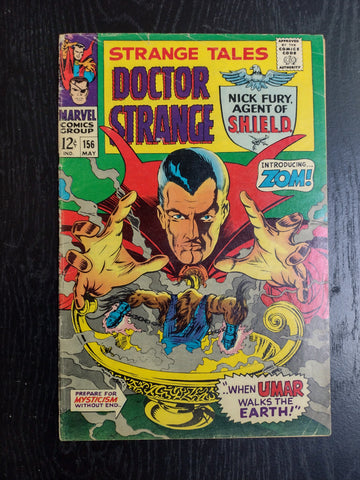 STRANGE TALES
APPROVED
BY THE
COMICS
CODE
AUTHORITY
MARVEL
COMICS
GROUP
12¢
IND.
156
MAY
DOCTOR
STRANGE
NICK FURY,
AGENT OF
S.H.I.E.L.D.
INTRODUCING...
ZOM!
PREPARE FOR
MYSTICISM
WITHOUT END..
"..WHEN UMAR
WALKS THE
EARTH!"